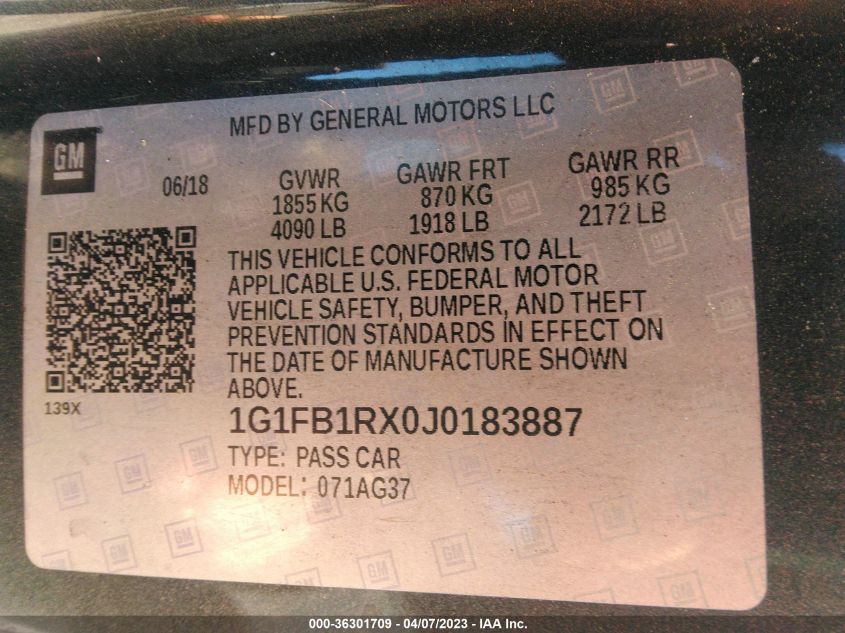 MFD BY GENERAL MOTORS LLC
GM
06/18
GVWR
1855 KG
4090 LB
GAWR FRT
870 KG
1918 LB
GAWR RR
985 KG
2172 LB
THIS VEHICLE CONFORMS TO ALL
APPLICABLE U.S. FEDERAL MOTOR
VEHICLE SAFETY, BUMPER, AND THEFT
PREVENTION STANDARDS IN EFFECT ON
THE DATE OF MANUFACTURE SHOWN
ABOVE.
139X
1G1FB1RX0J0183887
TYPE: PASS CAR
MODEL: 071AG37
000-36301709 - 04/07/2023 - IAA Inc.